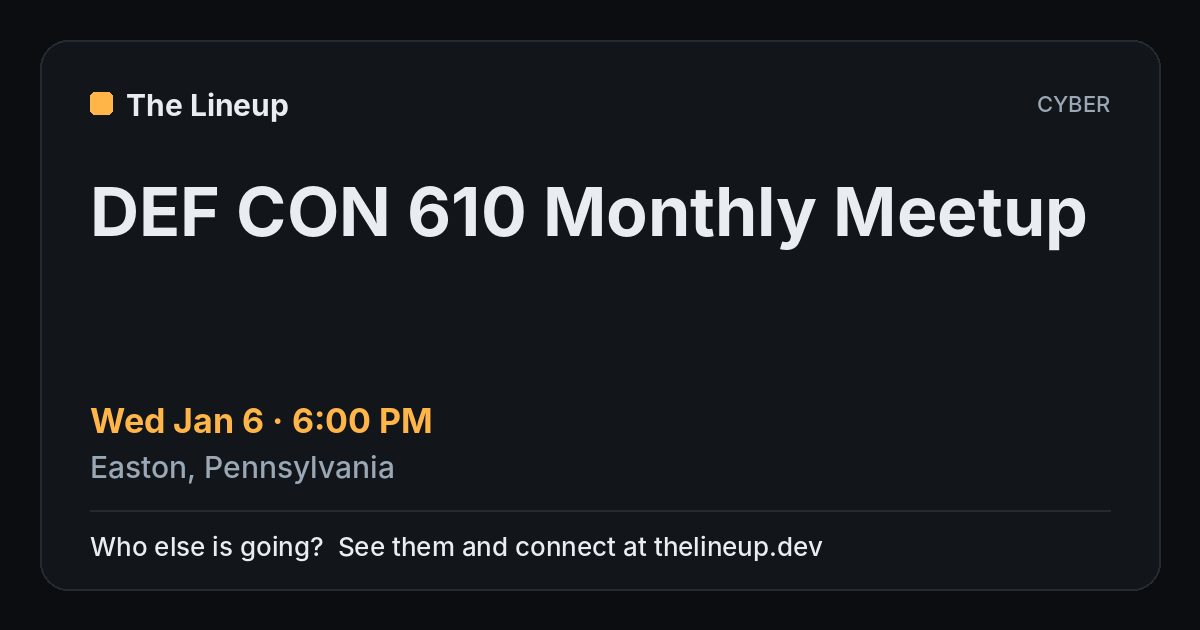 The Lineup
CYBER
DEF CON 610 Monthly Meetup
Wed Jan 6 · 6:00 PM
Easton, Pennsylvania
Who else is going? See them and connect at thelineup.dev